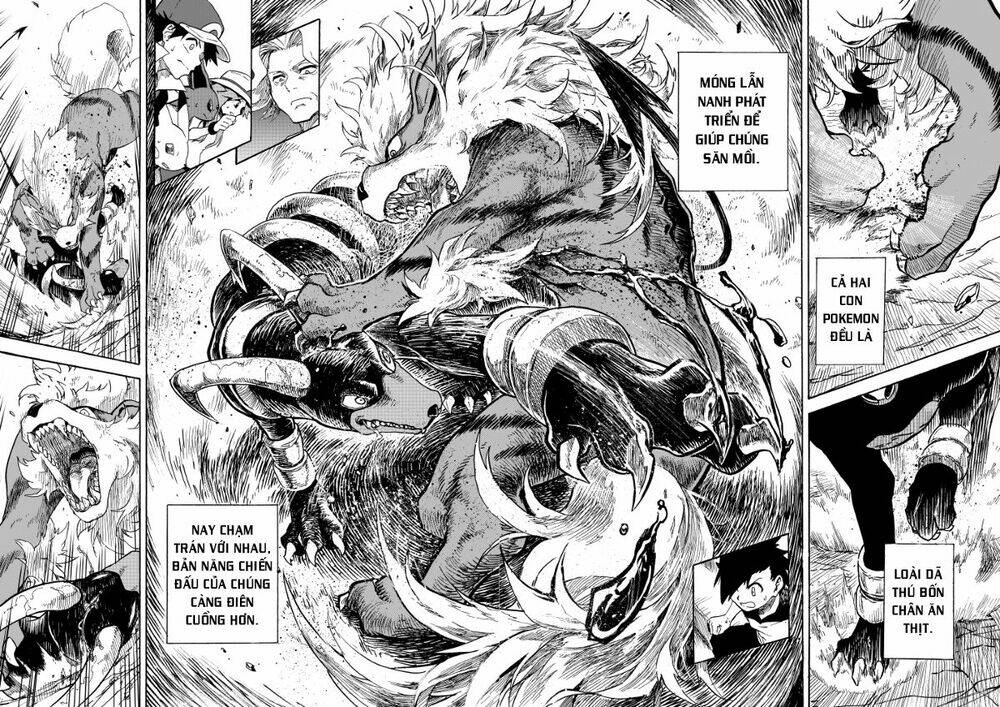 CẢ HAI
CON
POKEMON
ĐỀU LÀ
LOÀI DÃ
THÚ BỐN
CHÂN ĂN
THỊT.
MÓNG LẪN
NANH PHÁT
TRIỂN ĐỂ
GIÚP CHÚNG
SĂN MỒI.
NAY CHẠM
TRÁN VỚI NHAU,
BẢN NĂNG CHIẾN
ĐẤU CỦA CHÚNG
CÀNG ĐIÊN
CUỒNG HƠN.